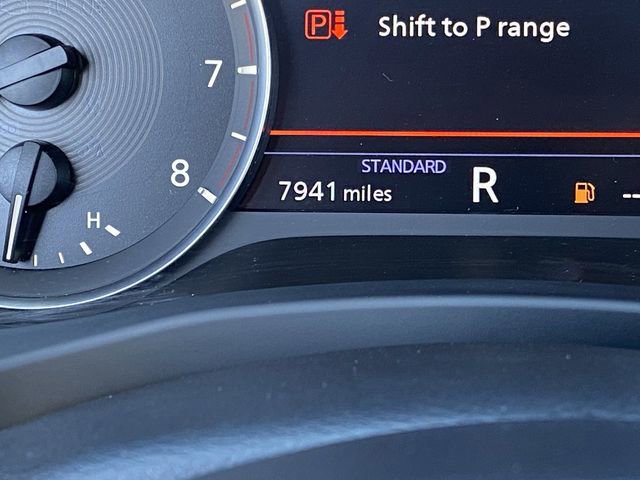 P Shift to P range
7
STANDARD
8
7941 miles R --
H